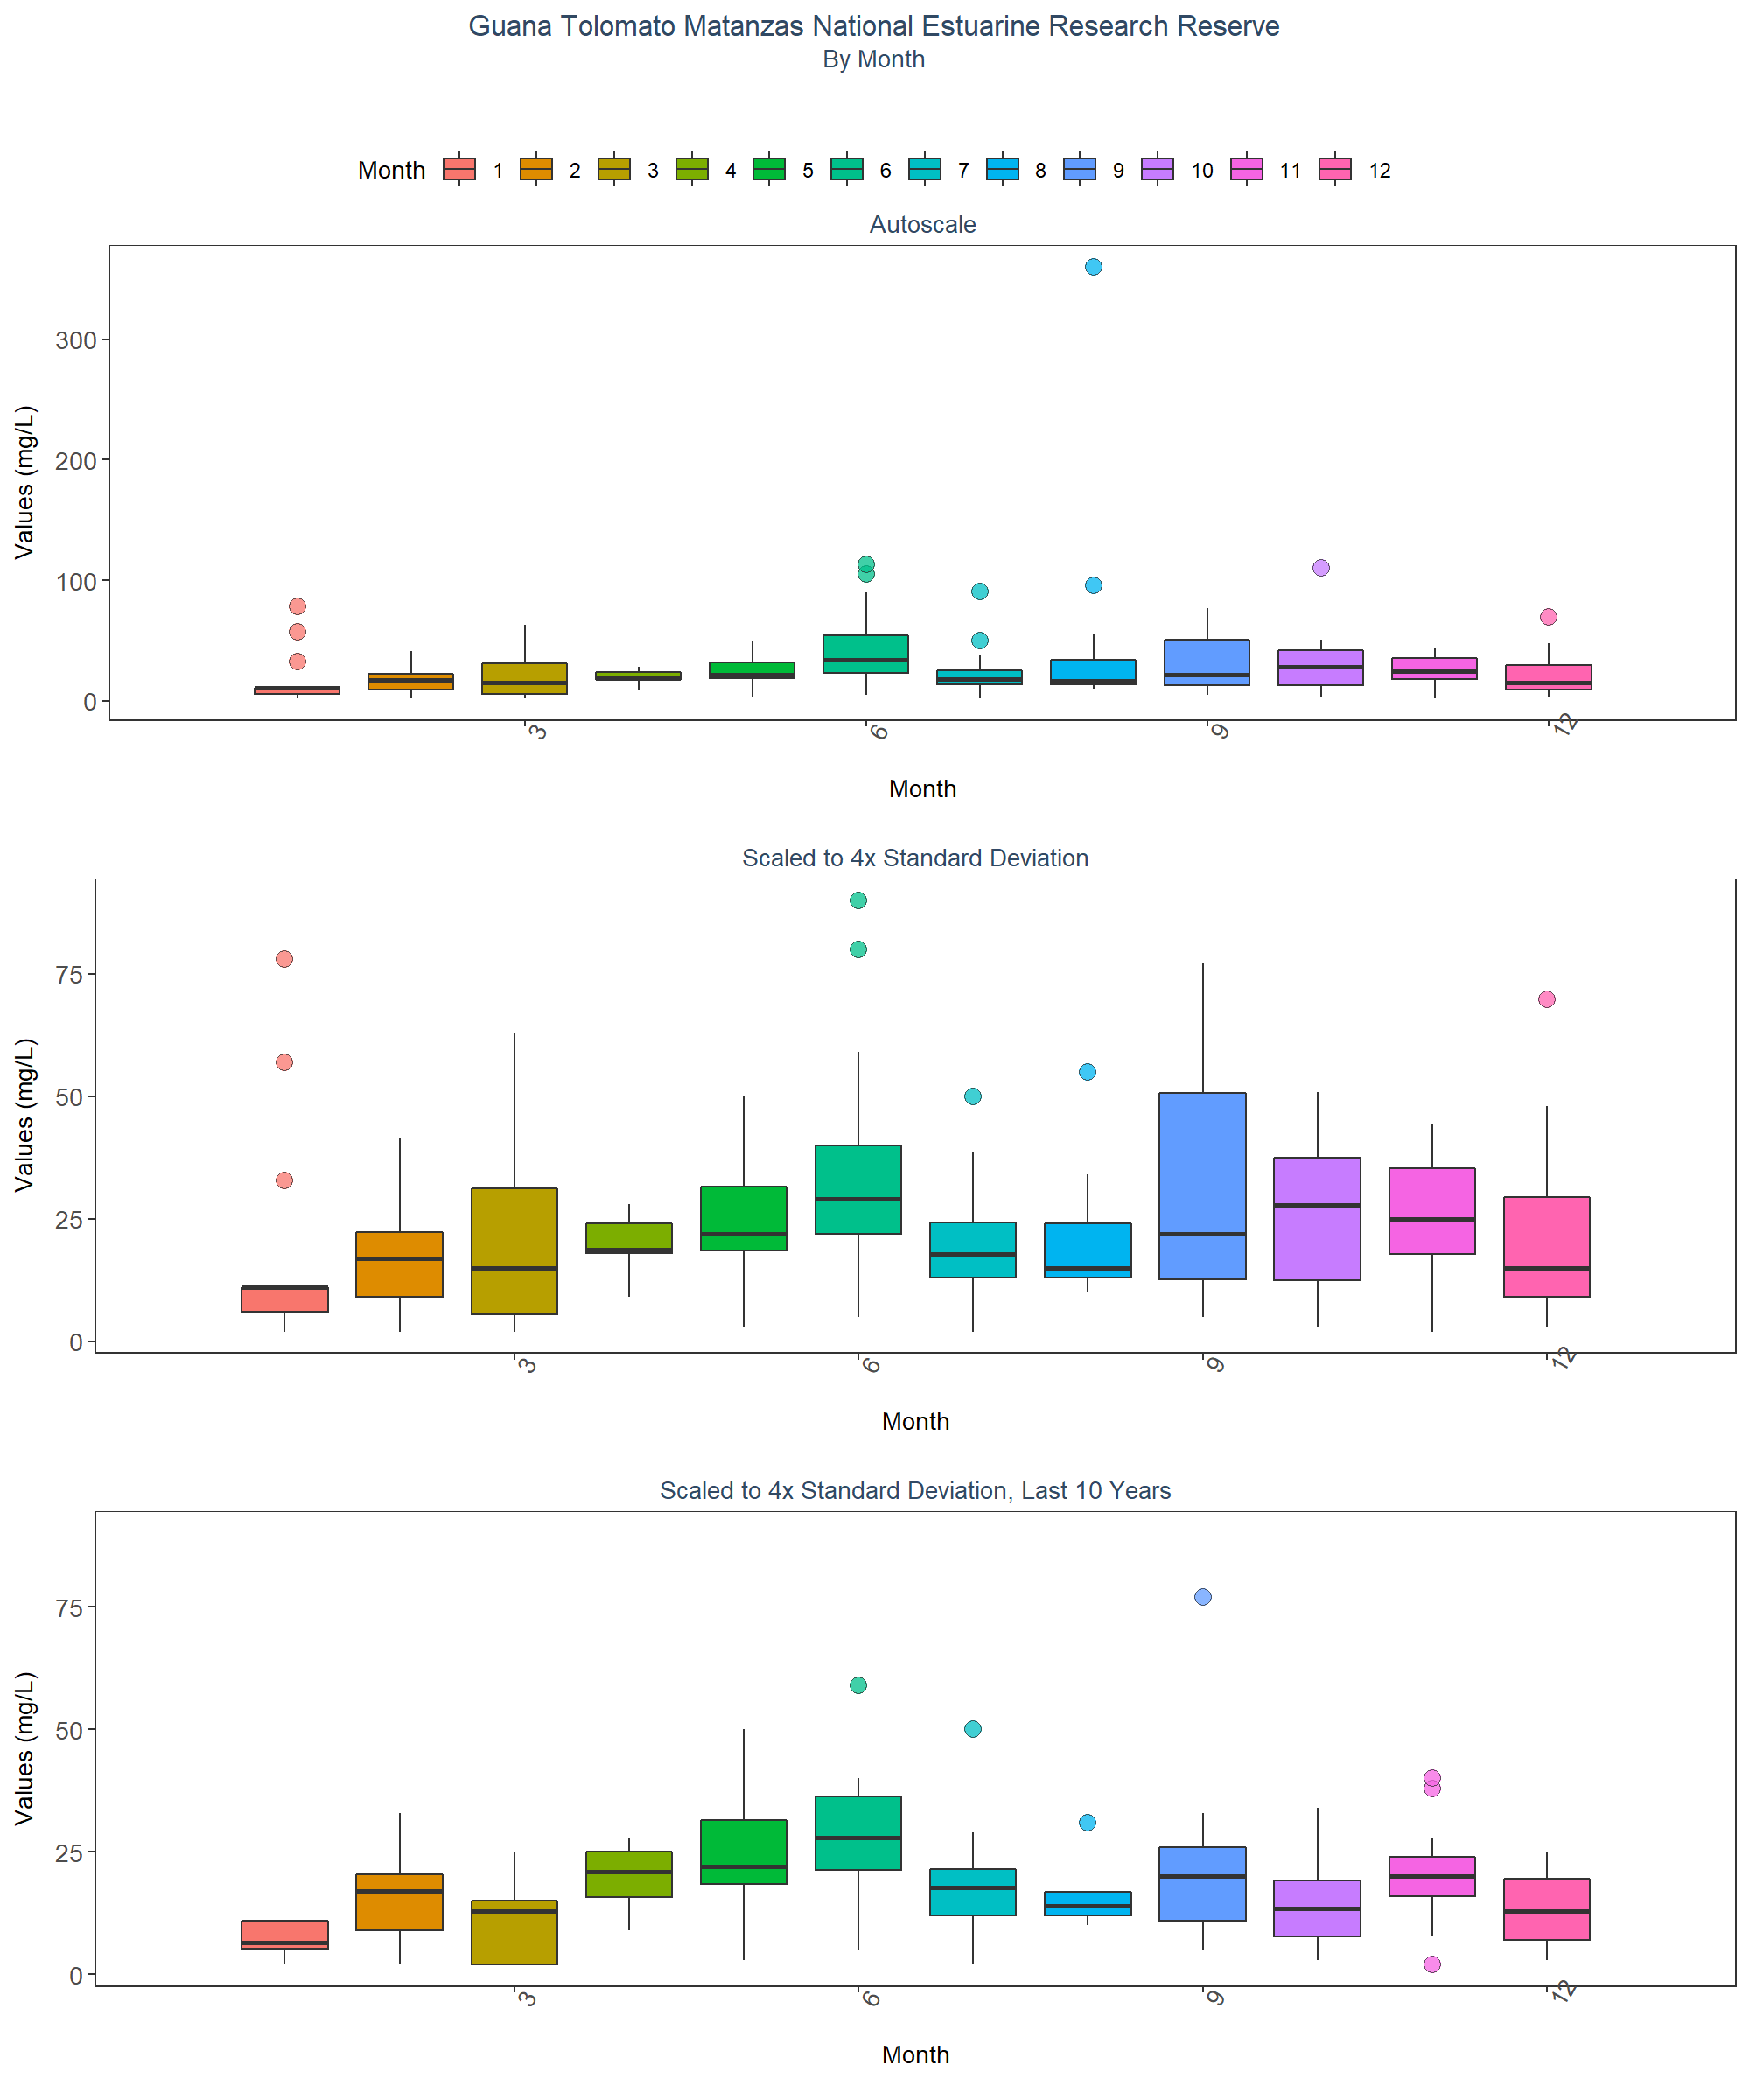 Guana Tolomato Matanzas National Estuarine Research Reserve
By Month
Month 1 2 3 4 5 6 7 8 9 10 11 12
Autoscale
Values (mg/L)
300
200
100
0
3 6 9 12
Month
Scaled to 4x Standard Deviation
Values (mg/L)
75
50
25
0
3 6 9 12
Month
Scaled to 4x Standard Deviation, Last 10 Years
Values (mg/L)
75
50
25
0
3 6 9 12
Month